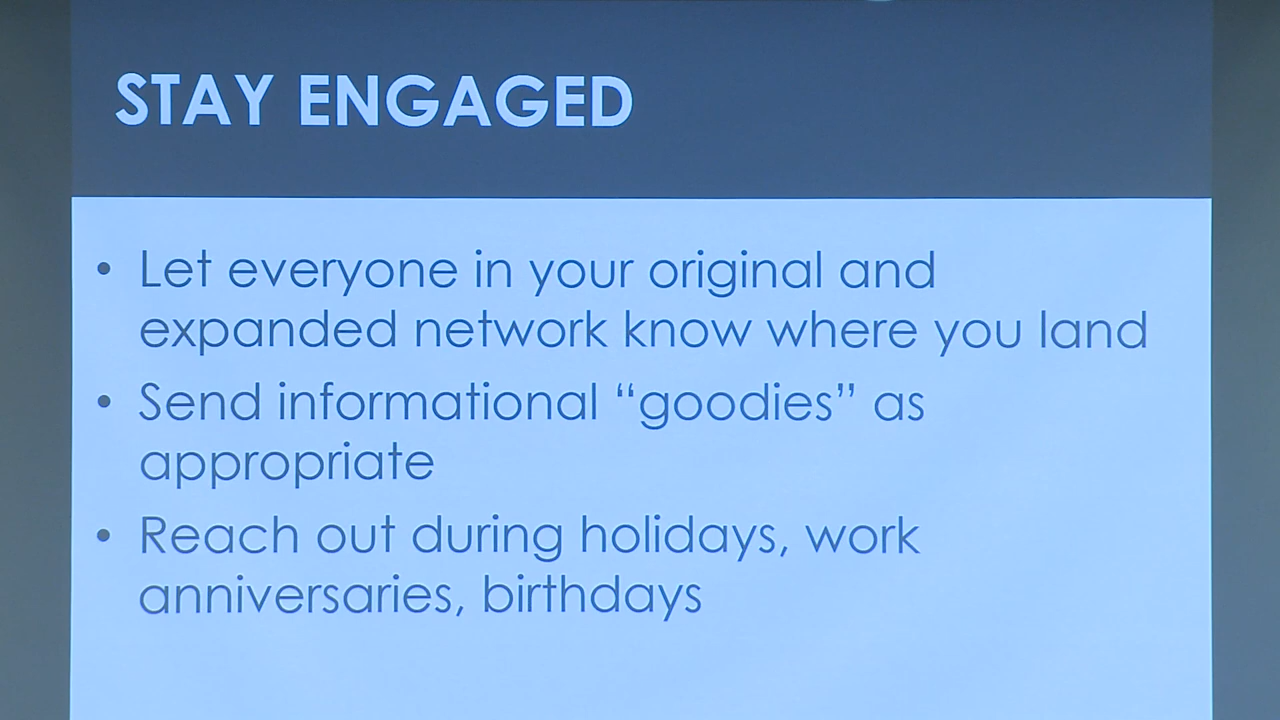 STAY ENGAGED
• Let everyone in your original and
expanded network know where you land
• Send informational “goodies” as
appropriate
• Reach out during holidays, work
anniversaries, birthdays